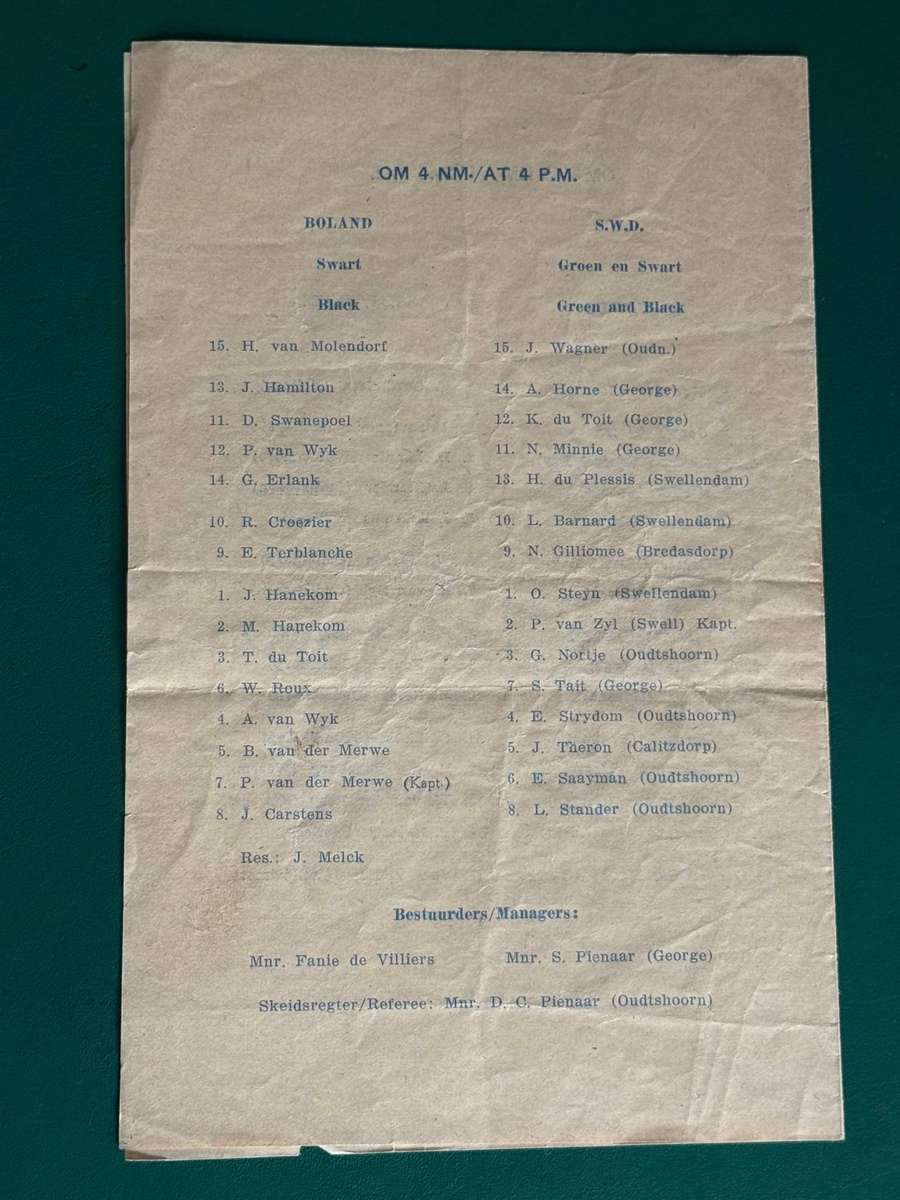 OM 4 NM./AT 4 P.M.
BOLAND S.W.D.
Swart Groen en Swart
Black Green and Black
15. H. van Molendorf 15. J. Wagner (Oudn.)
13. J. Hamilton 14. A. Horne (George)
11. D. Swanepoel 12. K. du Toit (George)
12. P. van Wyk 11. N. Minnie (George)
14. G. Erlank 13. H. du Plessis (Swellendam)
10. R. Croezier 10. L. Barnard (Swellendam)
9. E. Terblanche 9. N. Gilliomee (Bredasdorp)
1. J. Hanekom 1. O. Steyn (Swellendam)
2. M. Hanekom 2. P. van Zyl (Swell) Kapt.
3. T. du Toit 3. G. Nortje (Oudtshoorn)
6. W. Roux 7. S. Tait (George)
4. A. van Wyk 4. E. Strydom (Oudtshoorn)
5. B. van der Merwe 5. J. Theron (Calitzdorp)
7. P. van der Merwe (Kapt.) 6. E. Saayman (Oudtshoorn)
8. J. Carstens 8. L. Stander (Oudtshoorn)
Res.: J. Melck
Bestuurders/Managers:
Mnr. Fanie de Villiers Mnr. S. Pienaar (George)
Skeidsregter/Referee: Mnr. D. C. Pienaar (Oudtshoorn)